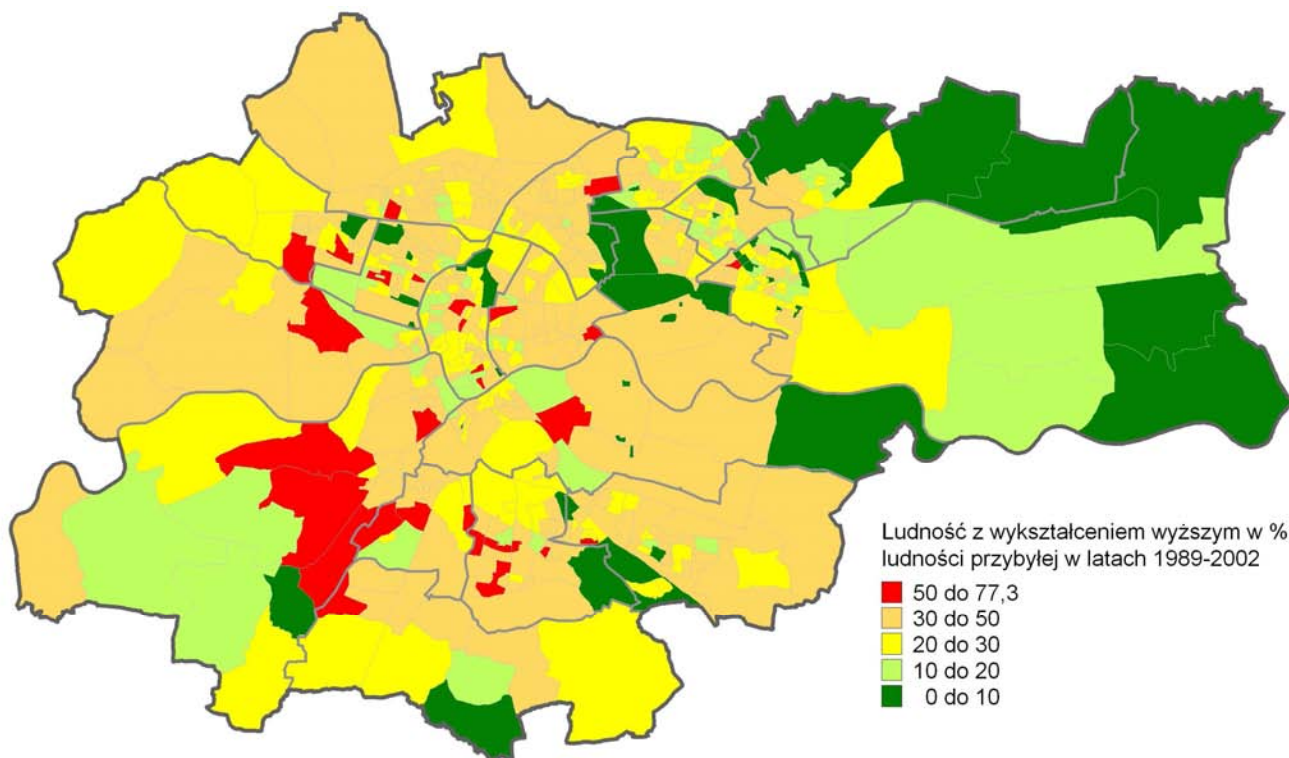 Ludność z wykształceniem wyższym w %
ludności przybyłej w latach 1989-2002
50 do 77,3
30 do 50
20 do 30
10 do 20
0 do 10